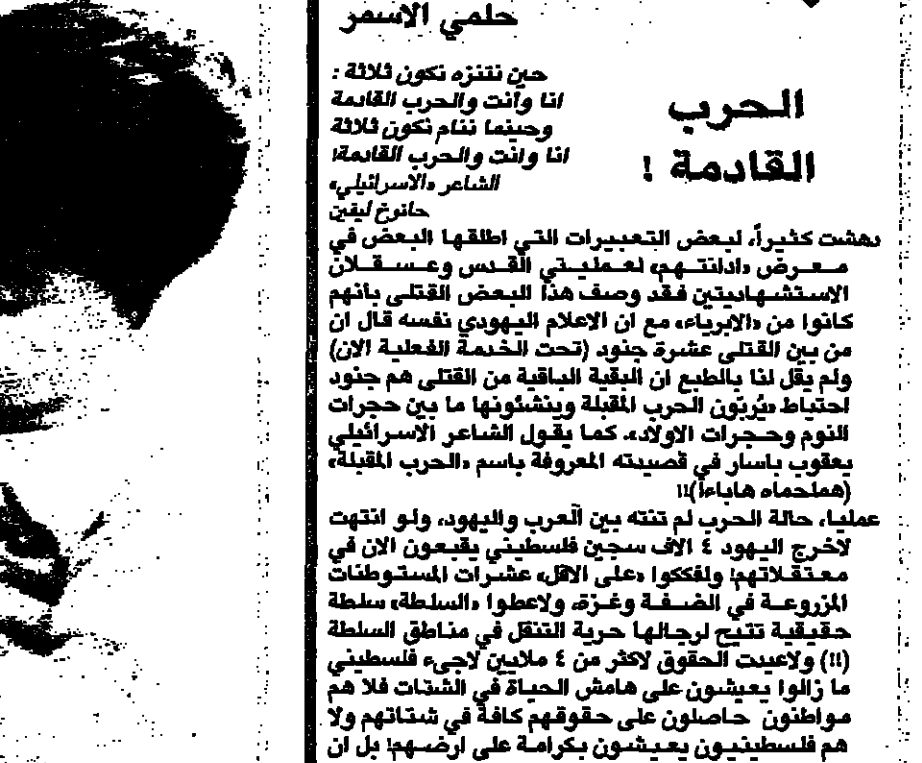 حلمي الاسمر
الحرب
القادمة !
حين نتنزه نكون ثلاثة :
انا وانت والحرب القادمة
وحينما ننام نكون ثلاثة
انا وانت والحرب القادمة!
الشاعر «الاسرائيلي»
حانوخ ليفين
دهشت كثيراً، لبعض التعبيرات التي اطلقها البعض في
معرض «ادانتهم» لعمليتي القدس وعسقلان
الاستشهاديتين فقد وصف هذا البعض القتلى بأنهم
كانوا من «الابرياء» مع ان الاعلام اليهودي نفسه قال ان
من بين القتلى عشرة جنود (تحت الخدمة الفعلية الان)
ولم يقل لنا بالطبع ان البقية الباقية من القتلى هم جنود
احتياط «يُربّون الحرب المقبلة وينشئونها ما بين حجرات
النوم وحجرات الاولاد». كما يقول الشاعر الاسرائيلي
يعقوب باسار في قصيدته المعروفة باسم «الحرب المقبلة»
(هملحماه هاباءا)!!
عمليا، حالة الحرب لم تنته بين العرب واليهود، ولو انتهت
لاخرج اليهود ٤ الاف سجين فلسطيني يقبعون الان في
معتقلاتهم! ولفككوا «على الاقل» عشرات المستوطنات
المزروعة في الضفة وغزة، ولاعطوا «السلطة» سلطة
حقيقية تتيح لرجالها حرية التنقل في مناطق السلطة
(!!) ولاعيدت الحقوق لاكثر من ٤ ملايين لاجىء فلسطيني
ما زالوا يعيشون على هامش الحياة في الشتات فلا هم
مواطنون حاصلون على حقوقهم كافة في شتاتهم ولا
هم فلسطينيون يعيشون بكرامة على ارضهم! بل ان